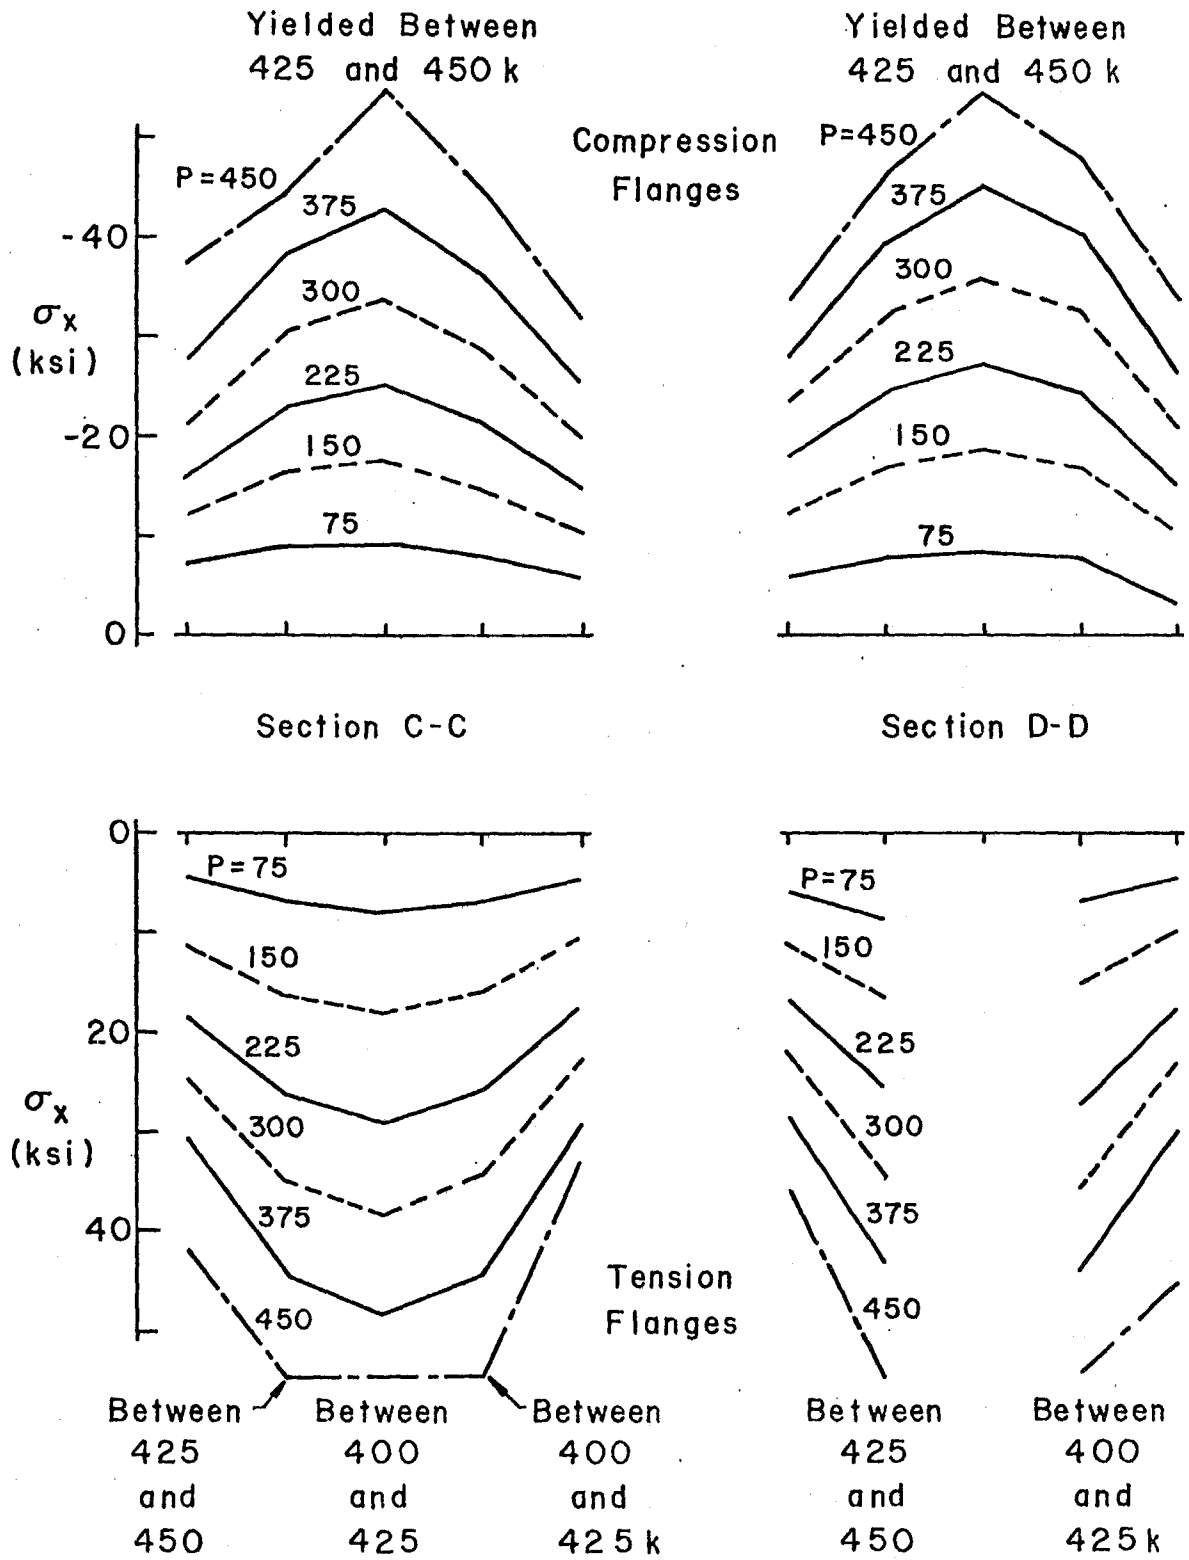 Yielded Between
425 and 450 k
Yielded Between
425 and 450 k
Compression
Flanges
P=450
375
300
225
150
75
P=450
375
300
225
150
75
-40
σx
(ksi)
-20
0
Section C-C
Section D-D
0
20
σx
(ksi)
40
P=75
150
225
300
375
450
P=75
150
225
300
375
450
Tension
Flanges
Between
425
and
450
Between
400
and
425
Between
400
and
425 k
Between
425
and
450
Between
400
and
425 k